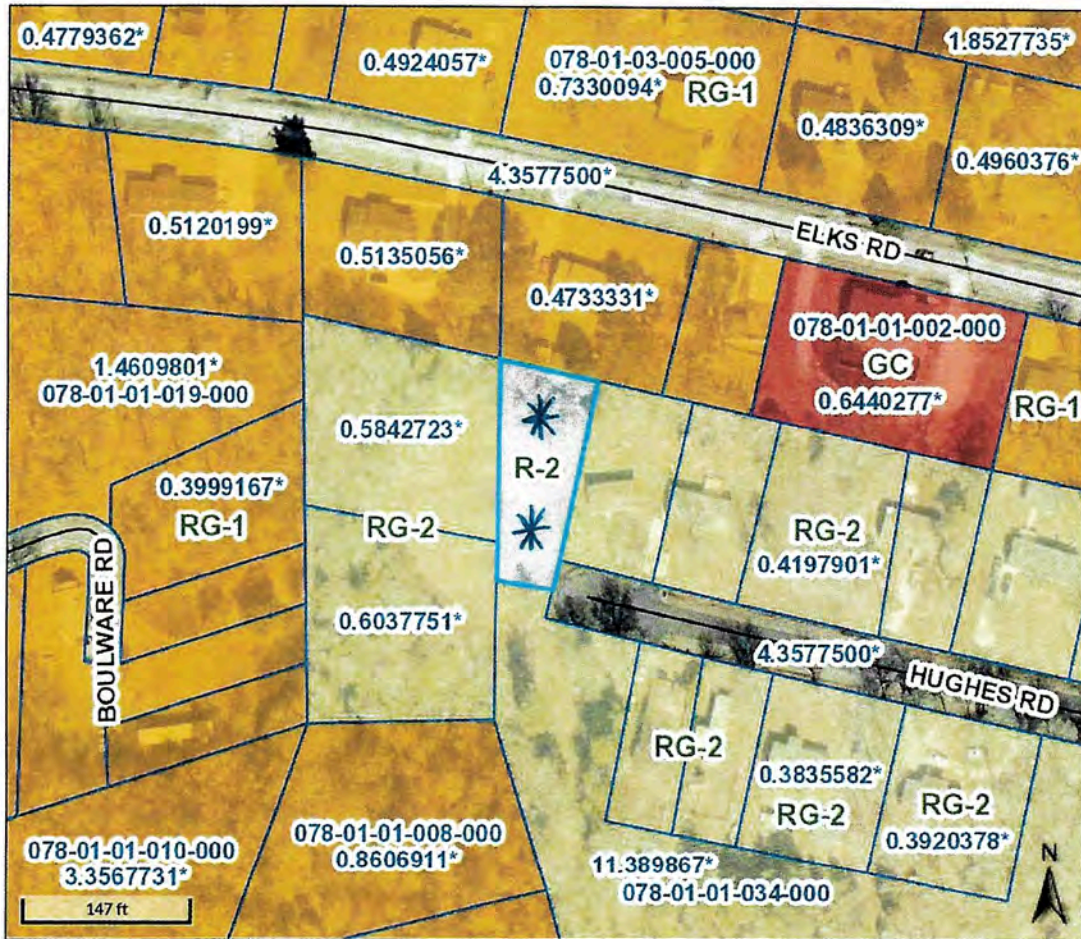 0.4779362*
0.4924057*
078-01-03-005-000
0.7330094*
RG-1
1.8527735*
0.4836309*
0.4960376*
4.3577500*
ELKS RD
0.5120199*
0.5135056*
0.4733331*
078-01-01-002-000
GC
0.6440277*
RG-1
1.4609801*
078-01-01-019-000
0.5842723*
R-2
0.3999167*
RG-1
RG-2
RG-2
0.4197901*
BOULWARE RD
0.6037751*
4.3577500*
HUGHES RD
RG-2
0.3835582*
RG-2
RG-2
0.3920378*
078-01-01-010-000
3.3567731*
078-01-01-008-000
0.8606911*
11.389867*
078-01-01-034-000
147 ft
N